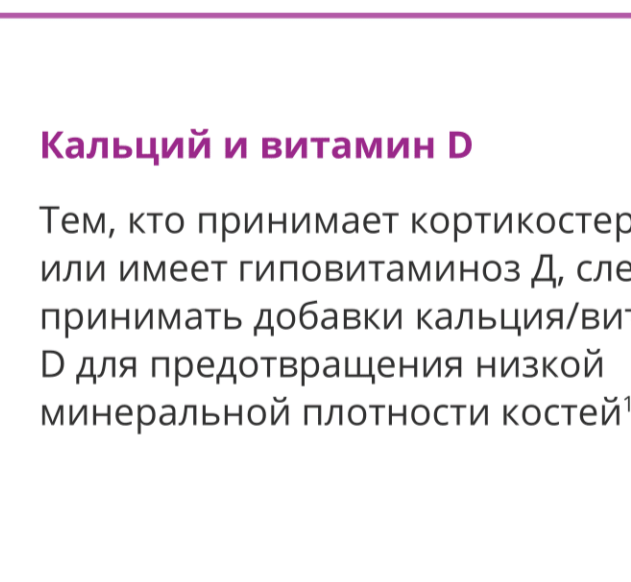 Кальций и витамин D
Тем, кто принимает кортикостер
или имеет гиповитаминоз Д, сле
принимать добавки кальция/вит
D для предотвращения низкой
минеральной плотности костей¹